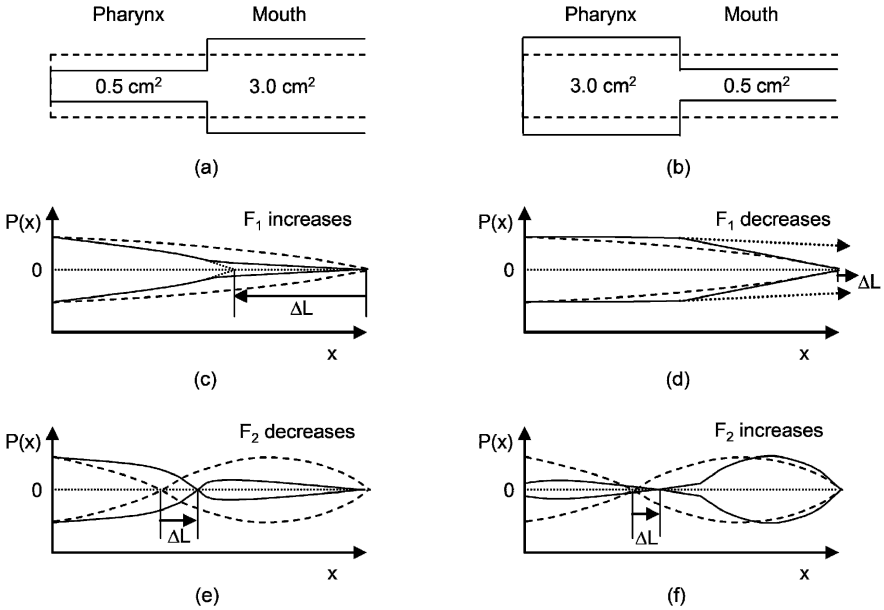 Pharynx Mouth
0.5 cm² 3.0 cm²
(a)
Pharynx Mouth
3.0 cm² 0.5 cm²
(b)
P(x)
F₁ increases
0
ΔL
x
(c)
P(x)
F₁ decreases
0
ΔL
x
(d)
P(x)
F₂ decreases
0
ΔL
x
(e)
P(x)
F₂ increases
0
ΔL
x
(f)